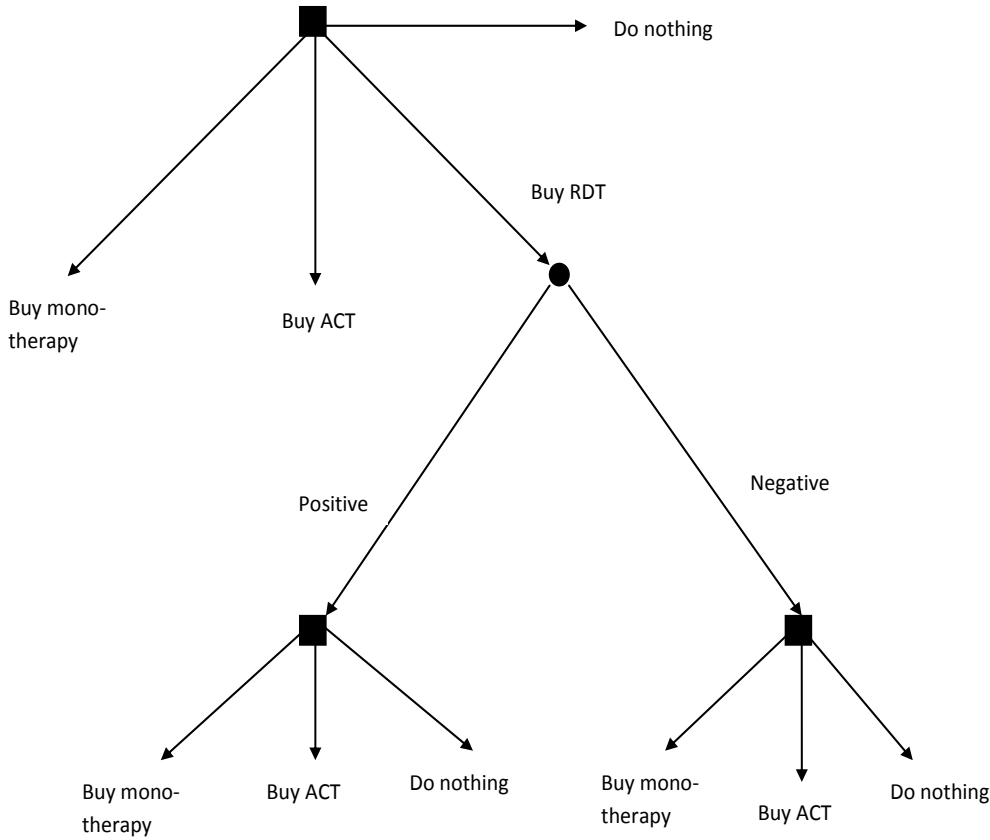 Do nothing
Buy RDT
Buy mono-
therapy
Buy ACT
Positive
Negative
Buy mono-
therapy
Buy ACT
Do nothing
Buy mono-
therapy
Buy ACT
Do nothing